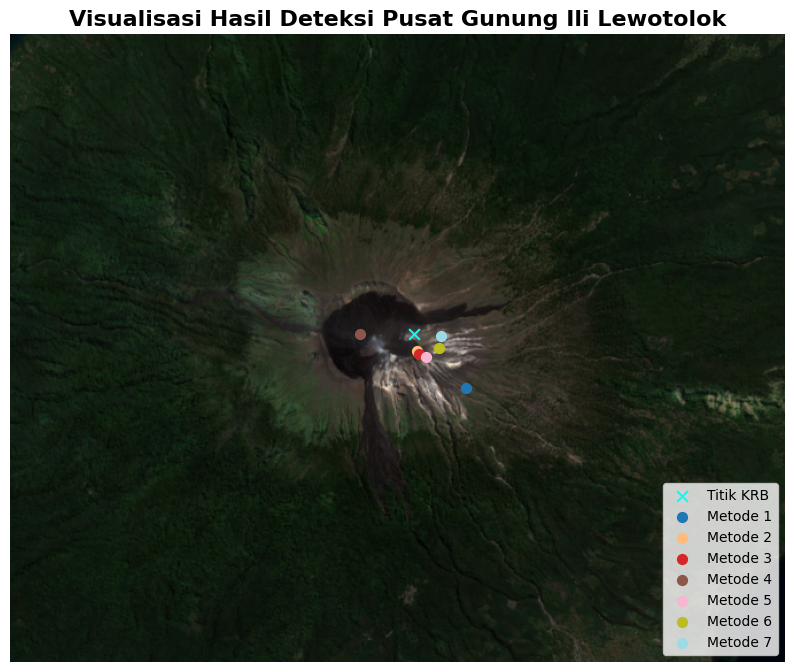 Visualisasi Hasil Deteksi Pusat Gunung Ili Lewotolok
Titik KRB
Metode 1
Metode 2
Metode 3
Metode 4
Metode 5
Metode 6
Metode 7